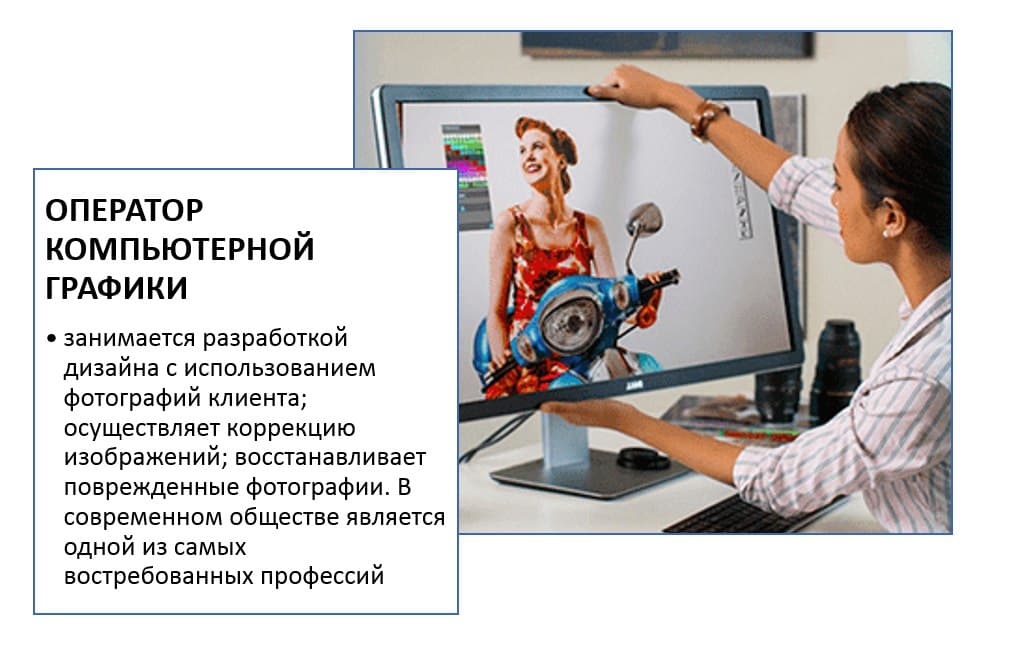 ОПЕРАТОР
КОМПЬЮТЕРНОЙ
ГРАФИКИ
• занимается разработкой
дизайна с использованием
фотографий клиента;
осуществляет коррекцию
изображений; восстанавливает
поврежденные фотографии. В
современном обществе является
одной из самых
востребованных профессий